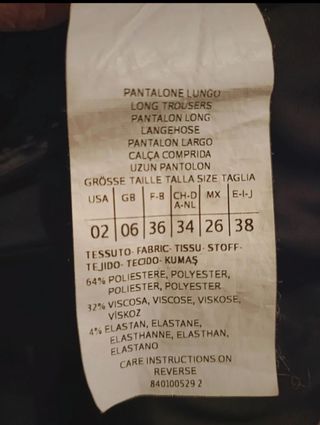 PANTALONE LUNGO
LONG TROUSERS
PANTALON LONG
LANGEHOSE
PANTALON LARGO
CALÇA COMPRIDA
UZUN PANTOLON
GRÖSSE TAILLE TALLA SIZE TAGLIA
USA GB F-B CH-D A-NL MX E-I-J
02 06 36 34 26 38
TESSUTO- FABRIC- TISSU- STOFF-
TEJIDO- TECIDO- KUMAŞ
64% POLIESTERE, POLYESTER,
POLIESTER, POLYESTER
32% VISCOSA, VISCOSE, VISKOSE,
VİSKOZ
4% ELASTAN, ELASTANE,
ELASTHANNE, ELASTHAN,
ELASTANO
CARE INSTRUCTIONS ON
REVERSE
840100529 2